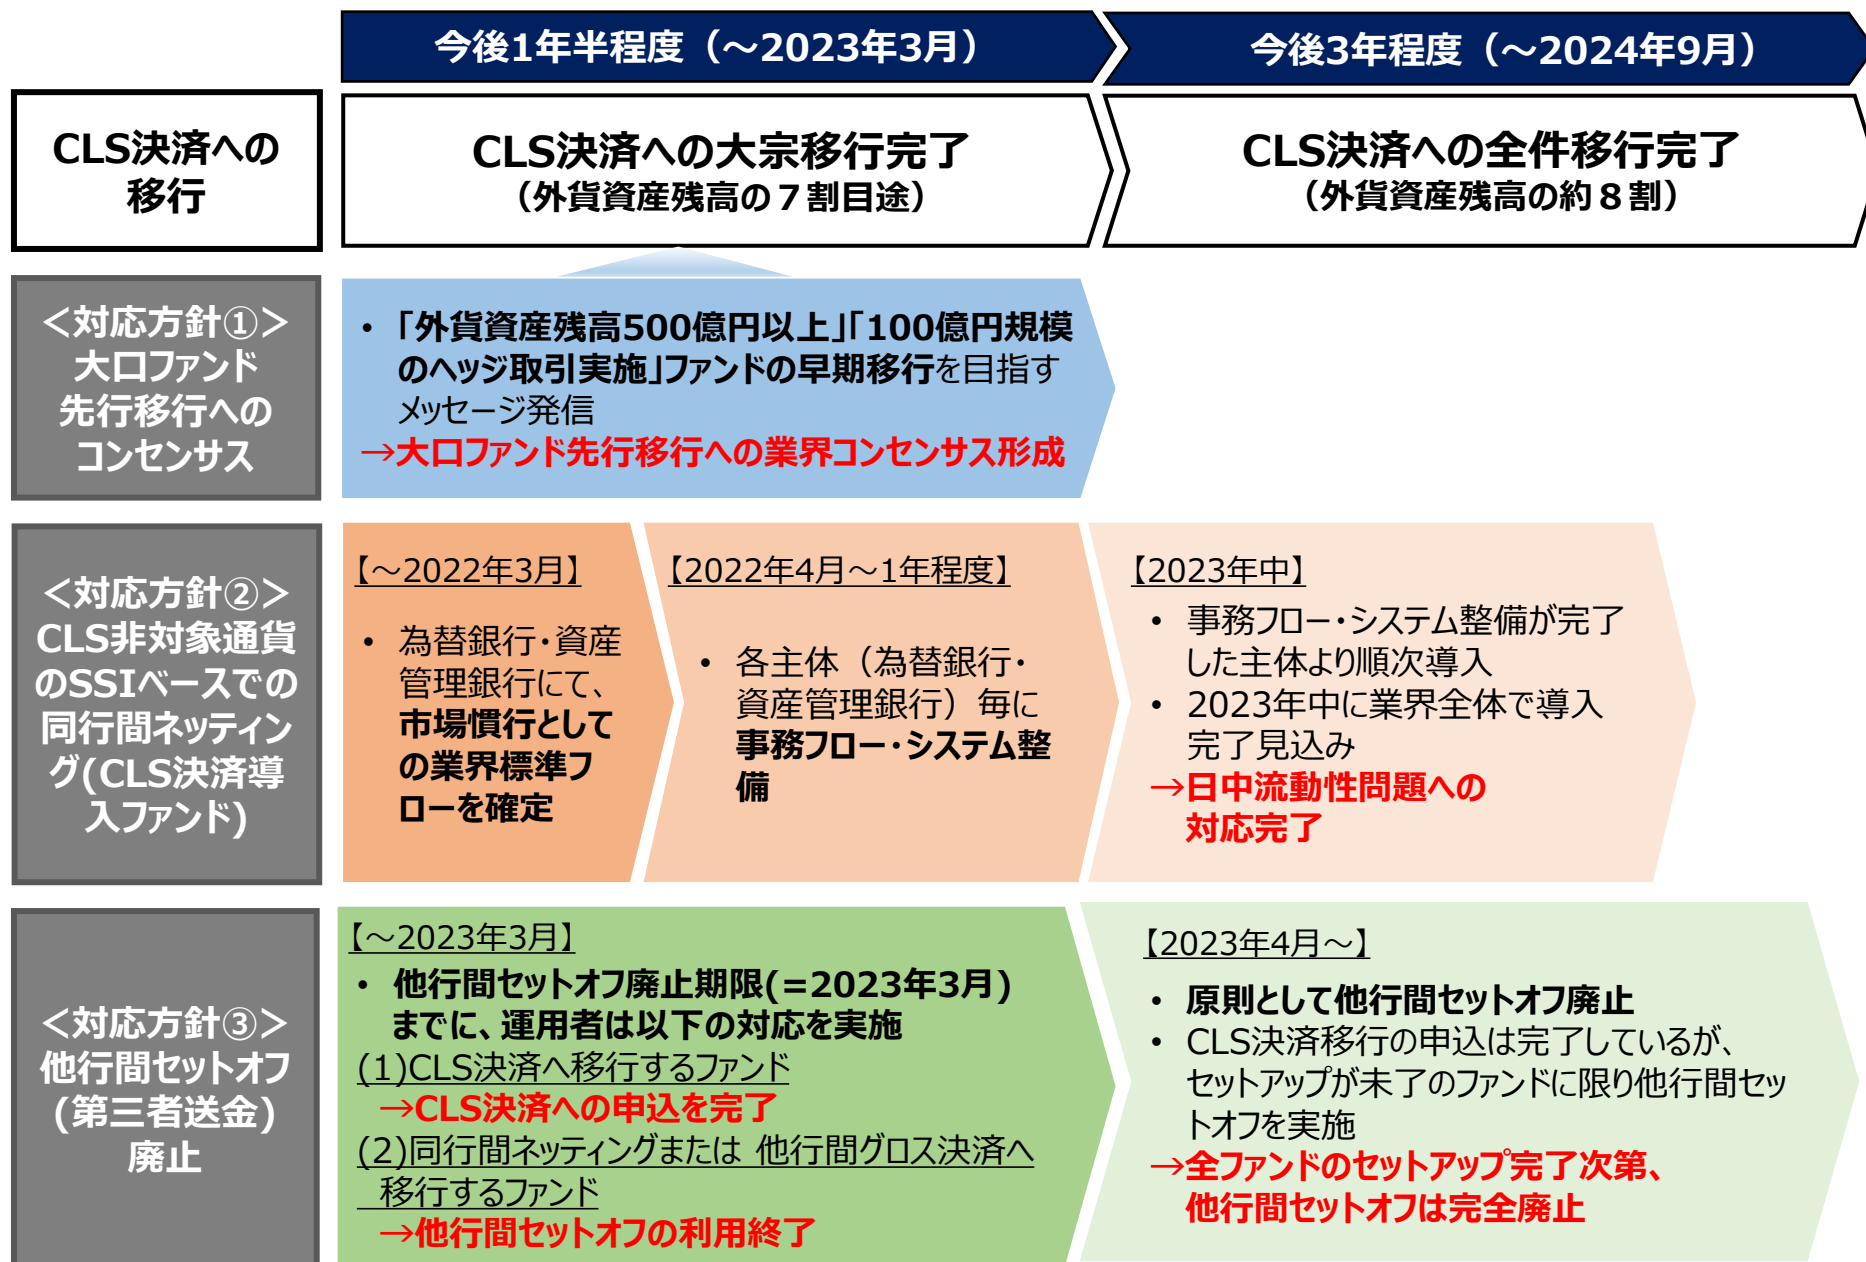 今後1年半程度（～2023年3月）
今後3年程度（～2024年9月）
CLS決済への
移行
CLS決済への大宗移行完了
（外貨資産残高の７割目途）
CLS決済への全件移行完了
（外貨資産残高の約８割）
＜対応方針①＞
大口ファンド
先行移行への
コンセンサス
• 「外貨資産残高500億円以上」「100億円規模
のヘッジ取引実施」ファンドの早期移行を目指す
メッセージ発信
→大口ファンド先行移行への業界コンセンサス形成
＜対応方針②＞
CLS非対象通貨
のSSIベースでの
同行間ネッティン
グ(CLS決済導
入ファンド)
【～2022年3月】
• 為替銀行・資産
管理銀行にて、
市場慣行として
の業界標準フ
ローを確定
【2022年4月～1年程度】
• 各主体（為替銀行・
資産管理銀行）毎に
事務フロー・システム整
備
【2023年中】
• 事務フロー・システム整備が完了
した主体より順次導入
• 2023年中に業界全体で導入
完了見込み
→日中流動性問題への
対応完了
＜対応方針③＞
他行間セットオフ
(第三者送金)
廃止
【～2023年3月】
• 他行間セットオフ廃止期限(=2023年3月)
までに、運用者は以下の対応を実施
(1)CLS決済へ移行するファンド
→CLS決済への申込を完了
(2)同行間ネッティングまたは 他行間グロス決済へ
移行するファンド
→他行間セットオフの利用終了
【2023年4月～】
• 原則として他行間セットオフ廃止
• CLS決済移行の申込は完了しているが、
セットアップが未了のファンドに限り他行間セッ
トオフを実施
→全ファンドのセットアップ完了次第、
他行間セットオフは完全廃止